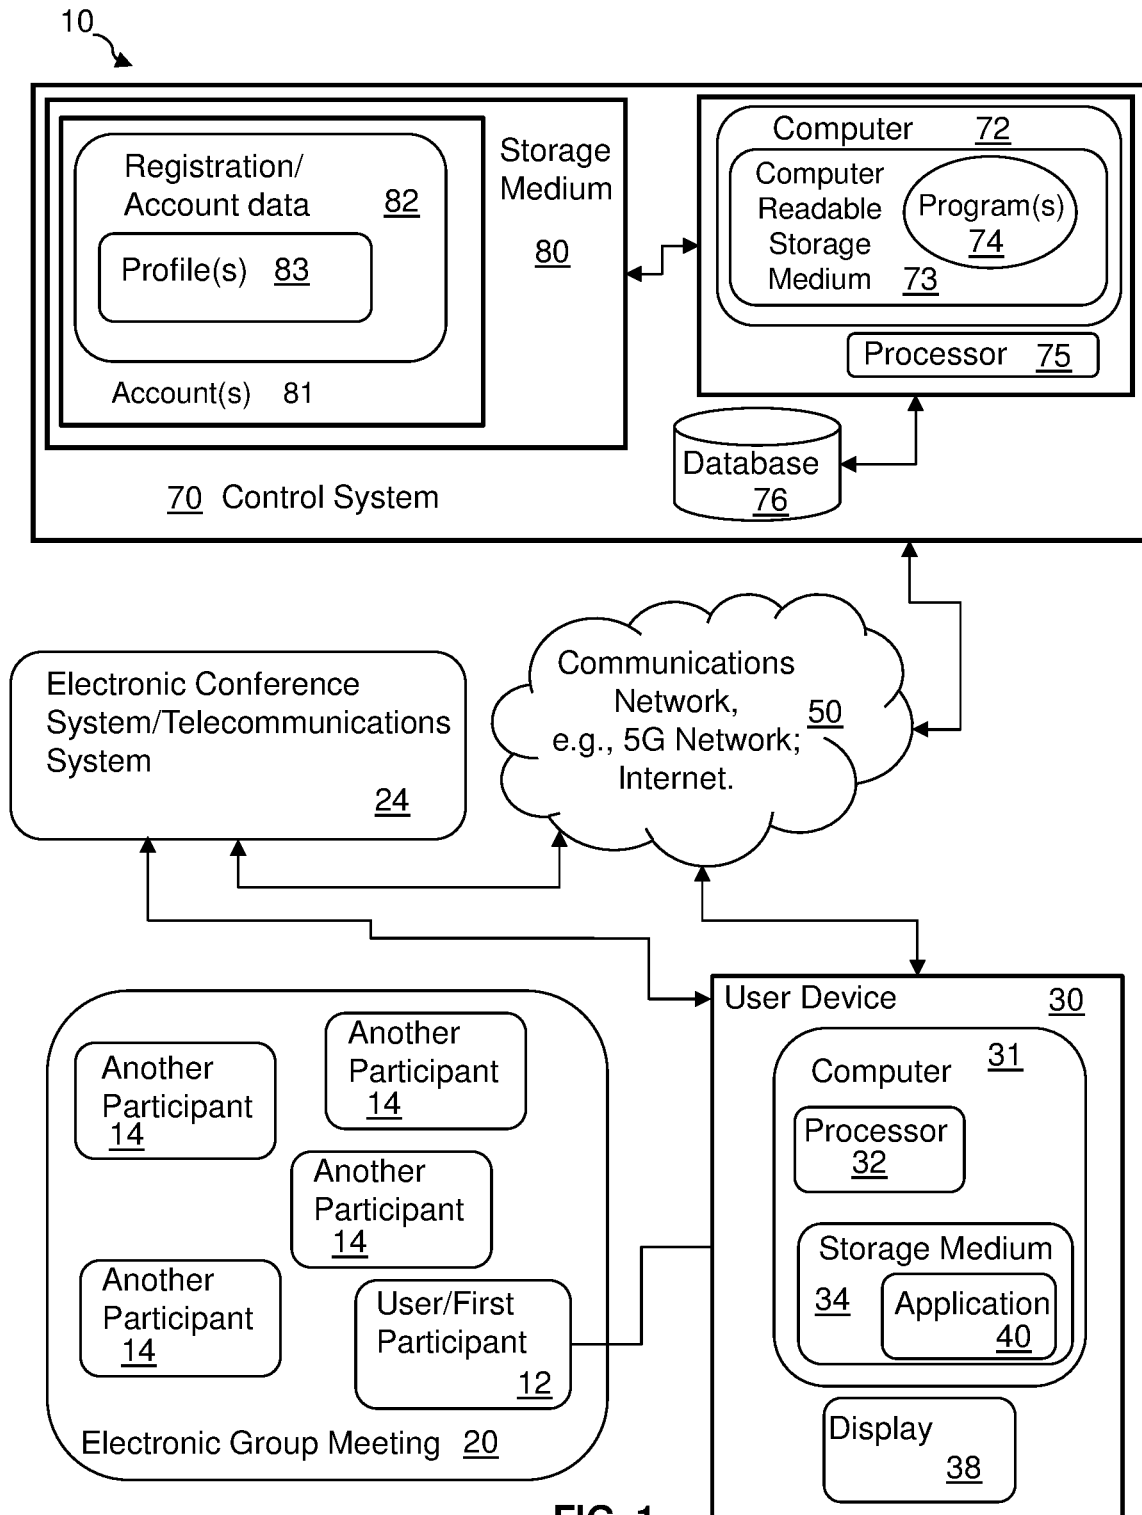 10
Registration/
Account data 82
Profile(s) 83
Account(s) 81
Storage
Medium
80
Computer 72
Computer
Readable
Storage
Medium 73
Program(s)
74
Processor 75
Database
76
70 Control System
Electronic Conference
System/Telecommunications
System
24
Communications
Network,
e.g., 5G Network;
Internet.
50
Another
Participant
14
Another
Participant
14
Another
Participant
14
Another
Participant
14
User/First
Participant
12
Electronic Group Meeting 20
User Device 30
Computer 31
Processor
32
Storage Medium
34
Application
40
Display
38
FIG. 1